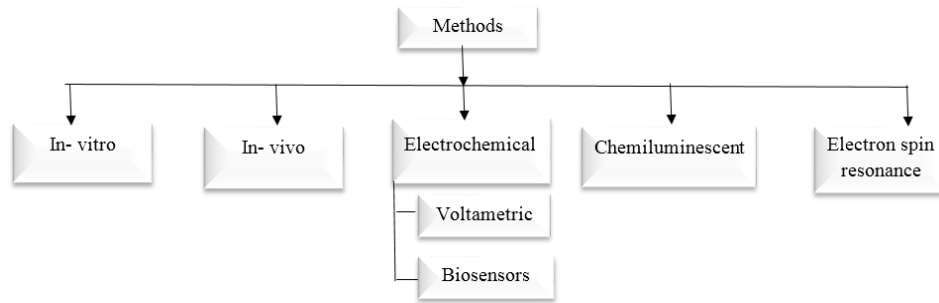 Methods
In- vitro
In- vivo
Electrochemical
Chemiluminescent
Electron spin
resonance
Voltametric
Biosensors